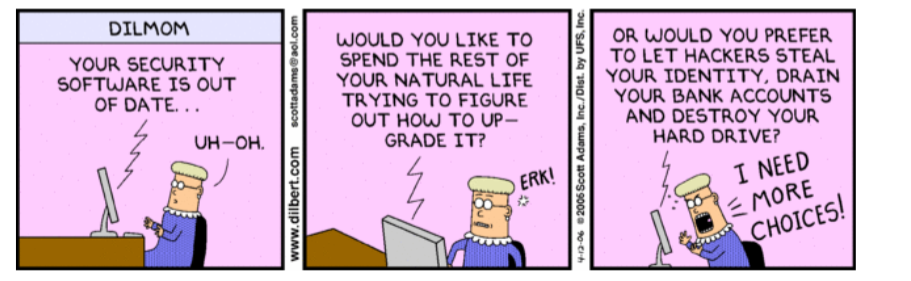 DILMOM
YOUR SECURITY
SOFTWARE IS OUT
OF DATE...
UH-OH.
www.dilbert.com scottadams@aol.com
WOULD YOU LIKE TO
SPEND THE REST OF
YOUR NATURAL LIFE
TRYING TO FIGURE
OUT HOW TO UP-
GRADE IT?
ERK!
4-12-06 ©2006 Scott Adams, Inc./Dist. by UFS, Inc.
OR WOULD YOU PREFER
TO LET HACKERS STEAL
YOUR IDENTITY, DRAIN
YOUR BANK ACCOUNTS
AND DESTROY YOUR
HARD DRIVE?
I NEED
MORE
CHOICES!